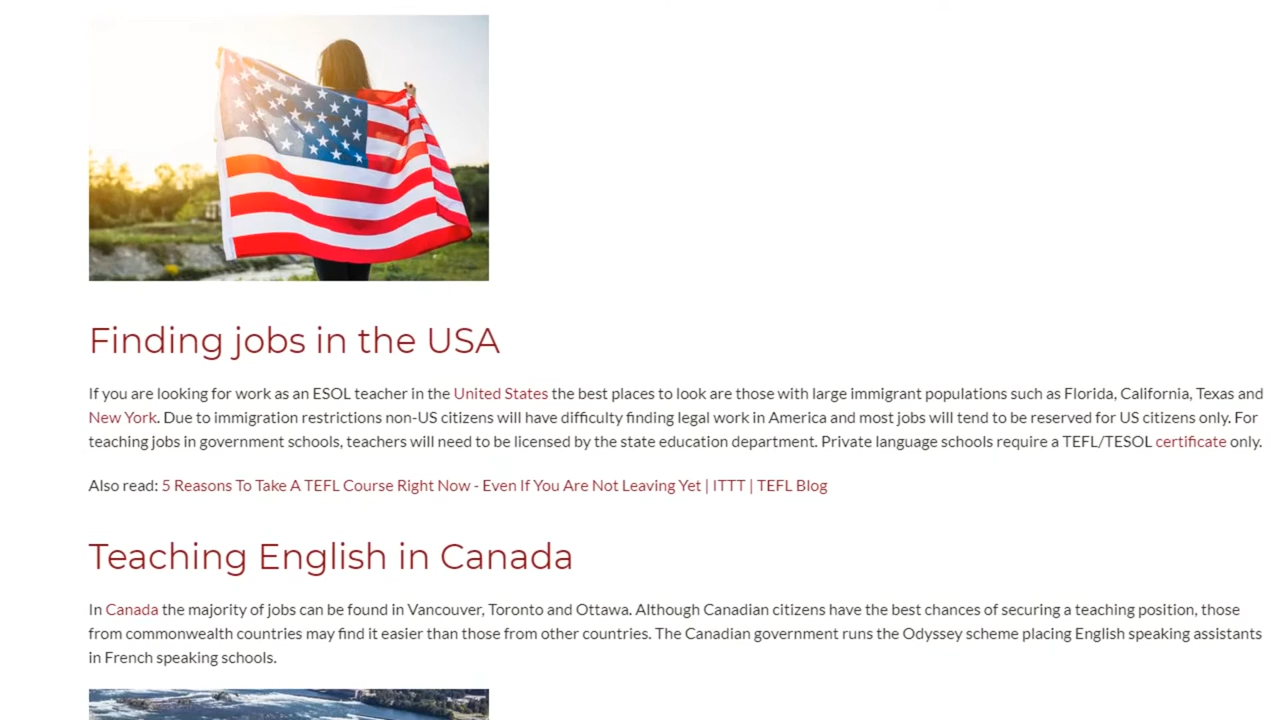 Finding jobs in the USA
If you are looking for work as an ESOL teacher in the United States the best places to look are those with large immigrant populations such as Florida, California, Texas and
New York. Due to immigration restrictions non-US citizens will have difficulty finding legal work in America and most jobs will tend to be reserved for US citizens only. For
teaching jobs in government schools, teachers will need to be licensed by the state education department. Private language schools require a TEFL/TESOL certificate only.
Also read: 5 Reasons To Take A TEFL Course Right Now - Even If You Are Not Leaving Yet | ITTT | TEFL Blog
Teaching English in Canada
In Canada the majority of jobs can be found in Vancouver, Toronto and Ottawa. Although Canadian citizens have the best chances of securing a teaching position, those
from commonwealth countries may find it easier than those from other countries. The Canadian government runs the Odyssey scheme placing English speaking assistants
in French speaking schools.